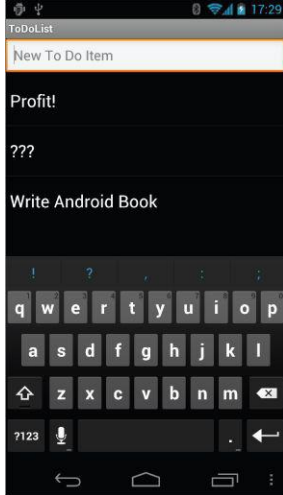 17:29
ToDoList
New To Do Item
Profit!
???
Write Android Book
! ? , : ;
q w e r t y u i o p
a s d f g h j k l
z x c v b n m
?123 .